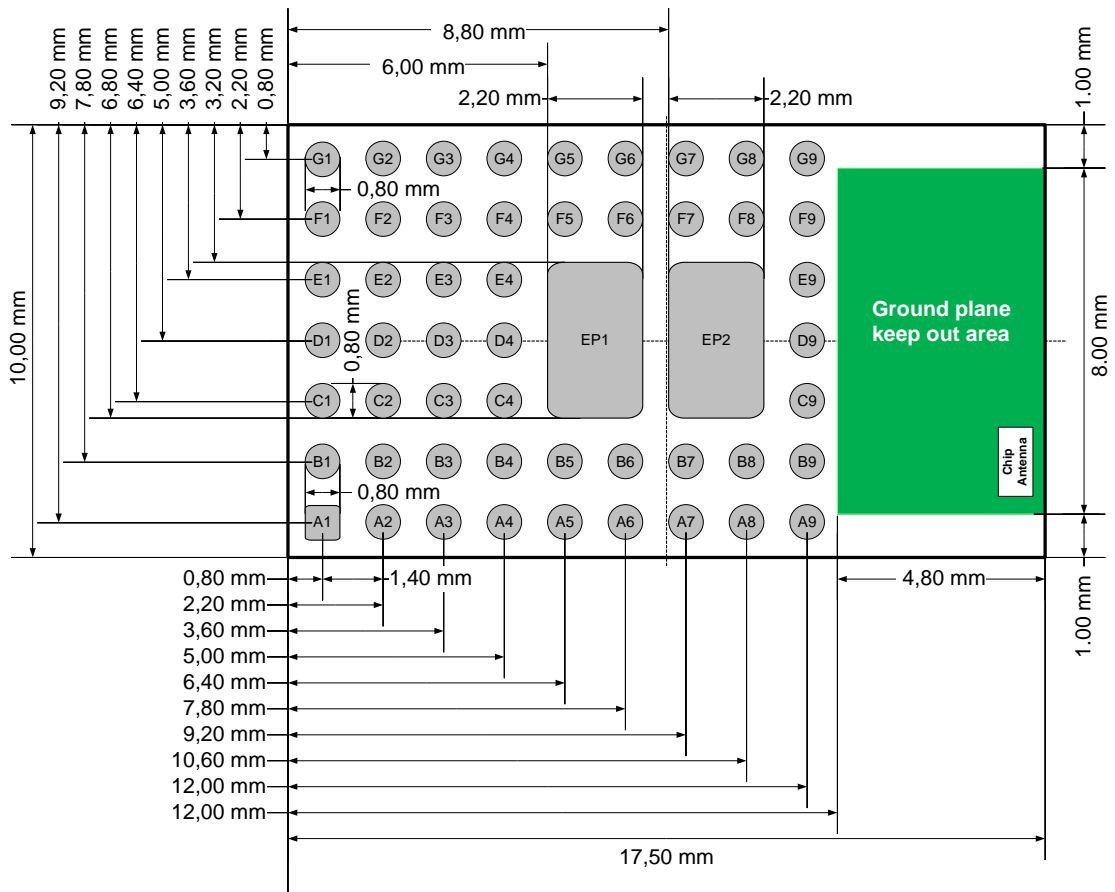 8,80 mm
6,00 mm
2,20 mm
2,20 mm
9,20 mm
7,80 mm
6,80 mm
6,40 mm
5,00 mm
3,60 mm
3,20 mm
2,20 mm
0,80 mm
1.00 mm
G1 G2 G3 G4 G5 G6 G7 G8 G9
0,80 mm
F1 F2 F3 F4 F5 F6 F7 F8 F9
E1 E2 E3 E4 E9
Ground plane
keep out area
10,00 mm
0,80 mm
8.00 mm
D1 D2 D3 D4 EP1 EP2 D9
C1 C2 C3 C4 C9
Chip
Antenna
B1 B2 B3 B4 B5 B6 B7 B8 B9
0,80 mm
A1 A2 A3 A4 A5 A6 A7 A8 A9
0,80 mm
1,40 mm
4,80 mm
1.00 mm
2,20 mm
3,60 mm
5,00 mm
6,40 mm
7,80 mm
9,20 mm
10,60 mm
12,00 mm
12,00 mm
17,50 mm